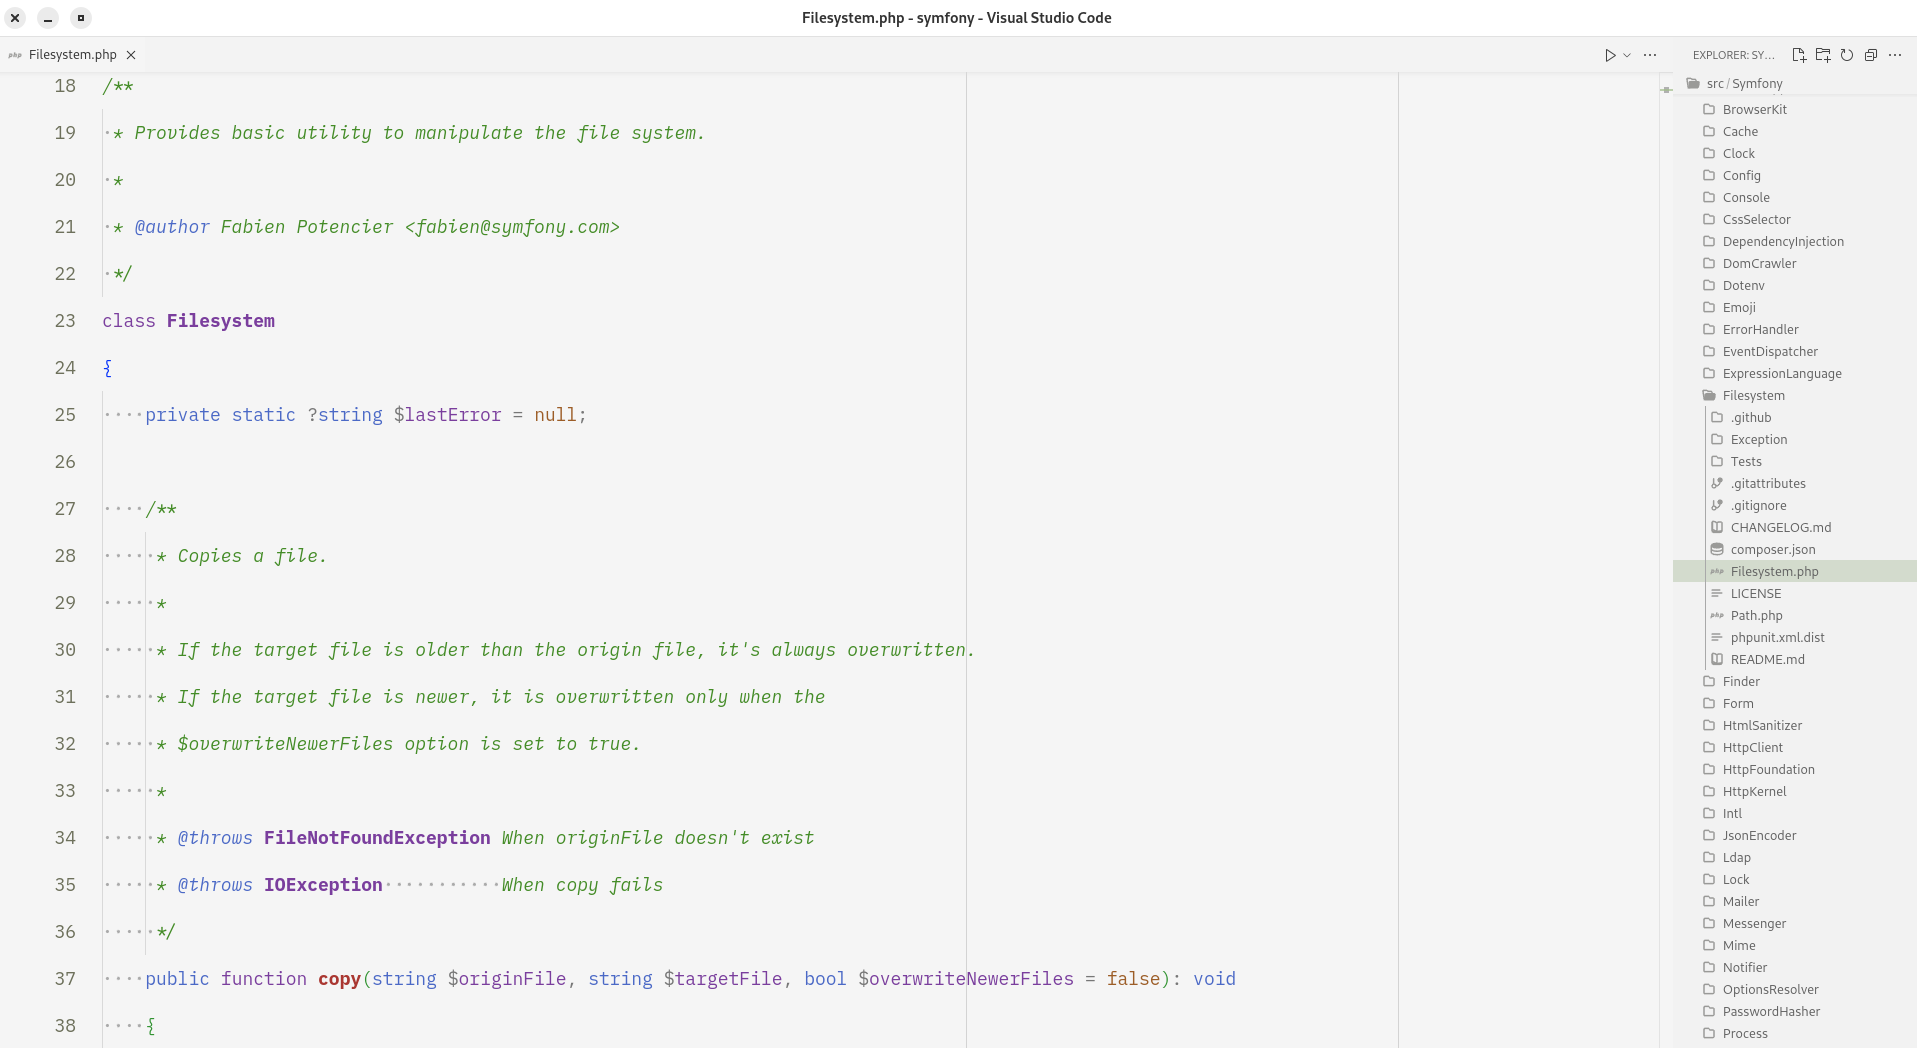 Filesystem.php - symfony - Visual Studio Code
php Filesystem.php
18 /**
19  * Provides basic utility to manipulate the file system.
20  *
21  * @author Fabien Potencier <fabien@symfony.com>
22  */
23 class Filesystem
24 {
25     private static ?string $lastError = null;
26
27     /**
28      * Copies a file.
29      *
30      * If the target file is older than the origin file, it's always overwritten.
31      * If the target file is newer, it is overwritten only when the
32      * $overwriteNewerFiles option is set to true.
33      *
34      * @throws FileNotFoundException When originFile doesn't exist
35      * @throws IOException           When copy fails
36      */
37     public function copy(string $originFile, string $targetFile, bool $overwriteNewerFiles = false): void
38     {
EXPLORER: SY...
src / Symfony
BrowserKit
Cache
Clock
Config
Console
CssSelector
DependencyInjection
DomCrawler
Dotenv
Emoji
ErrorHandler
EventDispatcher
ExpressionLanguage
Filesystem
.github
Exception
Tests
.gitattributes
.gitignore
CHANGELOG.md
composer.json
php Filesystem.php
LICENSE
php Path.php
phpunit.xml.dist
README.md
Finder
Form
HtmlSanitizer
HttpClient
HttpFoundation
HttpKernel
Intl
JsonEncoder
Ldap
Lock
Mailer
Messenger
Mime
Notifier
OptionsResolver
PasswordHasher
Process